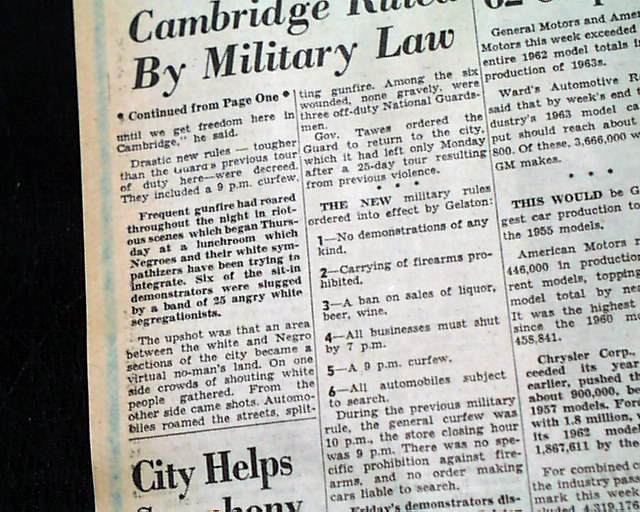 Cambridge Ruled
By Military Law
• Continued from Page One •
until we get freedom here in
Cambridge," he said.
Drastic new rules — tougher
than the Guard's previous tour
of duty here—were decreed.
They included a 9 p.m. curfew.
Frequent gunfire had roared
throughout the night in riot-
ous scenes which began Thurs-
day at a lunchroom which
Negroes and their white sym-
pathizers have been trying to
integrate. Six of the sit-in
demonstrators were slugged
by a band of 25 angry white
segregationists.
The upshot was that an area
between the white and Negro
sections of the city became a
virtual no-man's land. On one
side crowds of shouting white
people gathered. From the
other side came shots. Automo-
biles roamed the streets, split-
ting gunfire. Among the six
wounded, none gravely, were
three off-duty National Guards-
men.
Gov. Tawes ordered the
Guard to return to the city,
which it had left only Monday
after a 25-day tour resulting
from previous violence.
• • •
THE NEW military rules
ordered into effect by Gelston:
1—No demonstrations of any
kind.
2—Carrying of firearms pro-
hibited.
3—A ban on sales of liquor,
beer, wine.
4—All businesses must shut
by 7 p.m.
5—A 9 p.m. curfew.
6—All automobiles subject
to search.
During the previous military
rule, the general curfew was
10 p.m., the store closing hour
was 9 p.m. There was no spe-
cific prohibition against fire-
arms, and no order making
cars liable to search.
Friday's demonstrators dis-
General Motors and Ame
Motors this week exceeded
entire 1962 model totals i
production of 1963s.
Ward's Automotive R
said that by week's end t
dustry's 1963 model ca
put should reach about
800. Of these, 3,666,000 w
GM makes.
• • •
THIS WOULD be
gest car production to
the 1955 models.
American Motors
446,000 in production
rent models, topping
model total by nea
It was the highest
since the 1960 m
458,841.
Chrysler Corp.,
ceeded its year
earlier, pushed th
about 900,000, be
1957 models. For
with 1.8 million,
its 1962 model
1,867,611 by the
For combined
the industry pass
mark this week
cluded 4,319,176
City Helps
Symphony